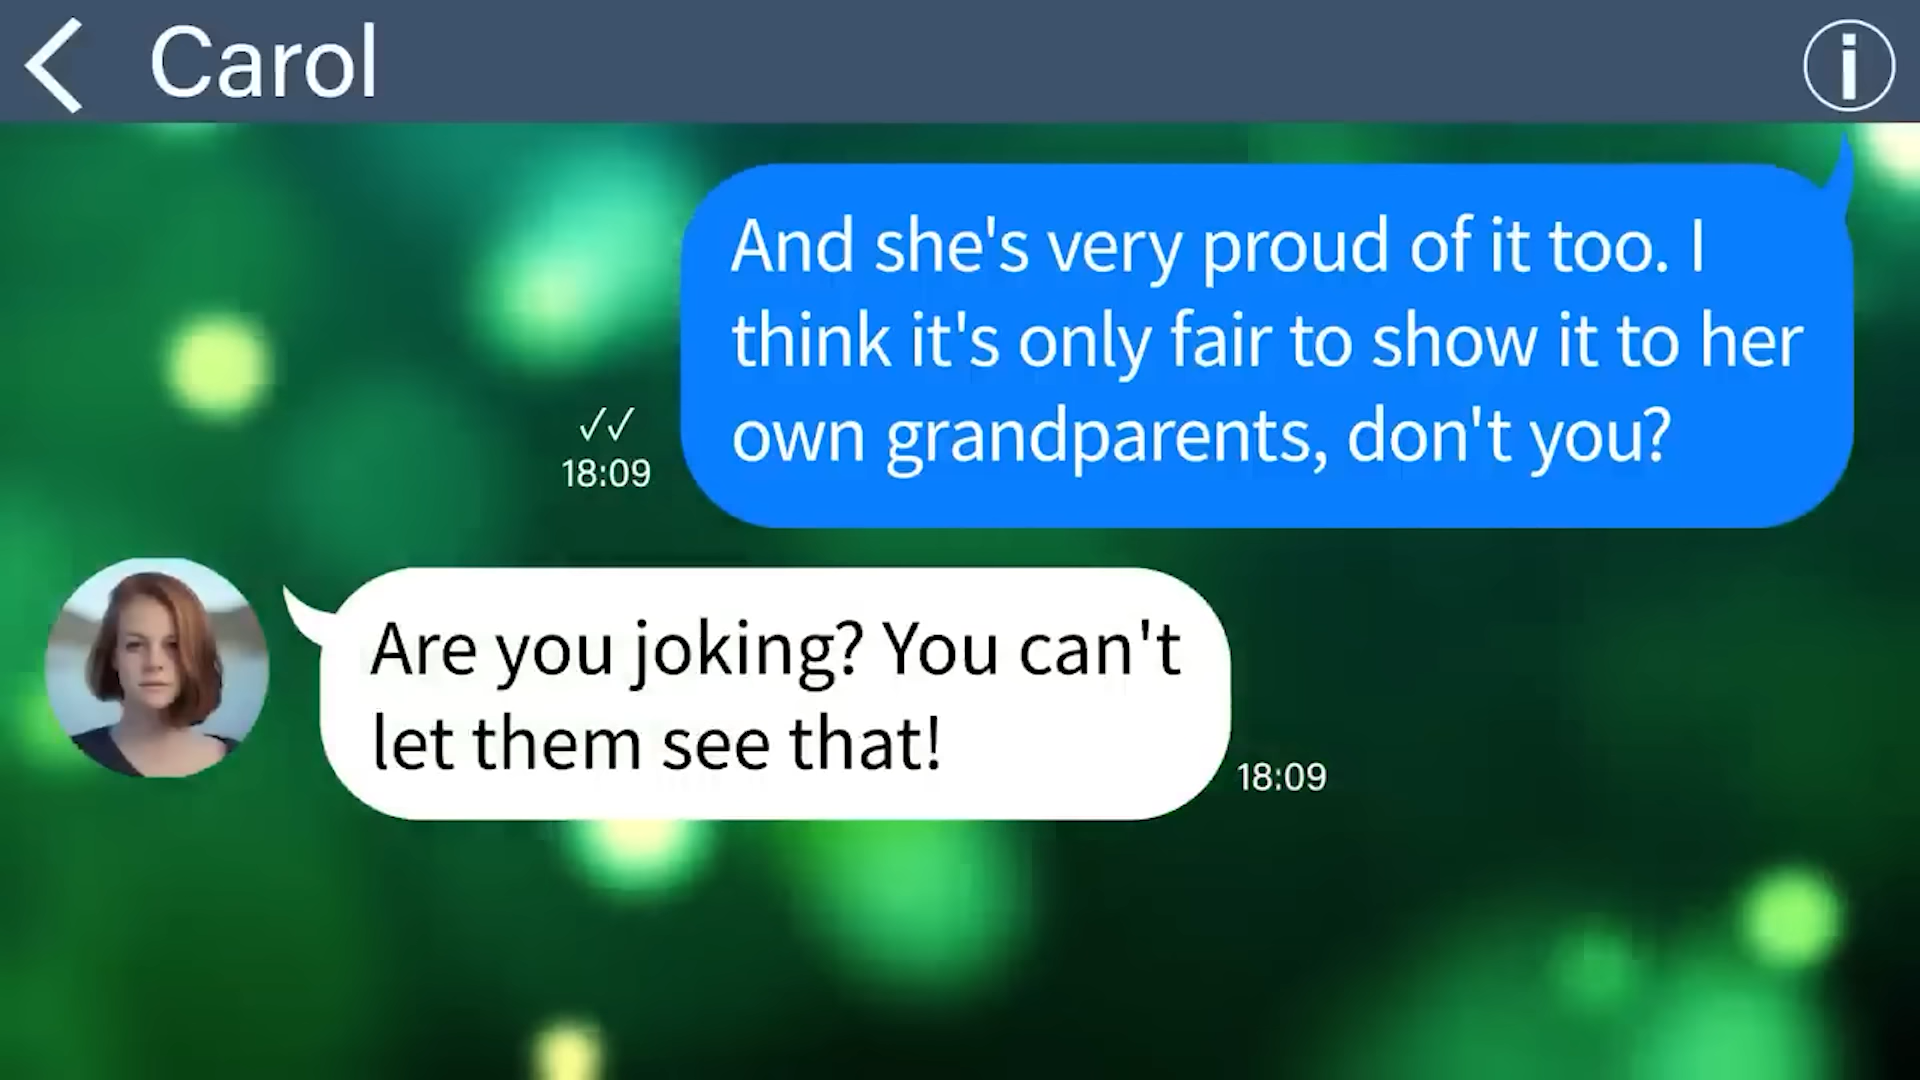 Carol
And she's very proud of it too. I
think it's only fair to show it to her
own grandparents, don't you?
18:09
Are you joking? You can't
let them see that!
18:09